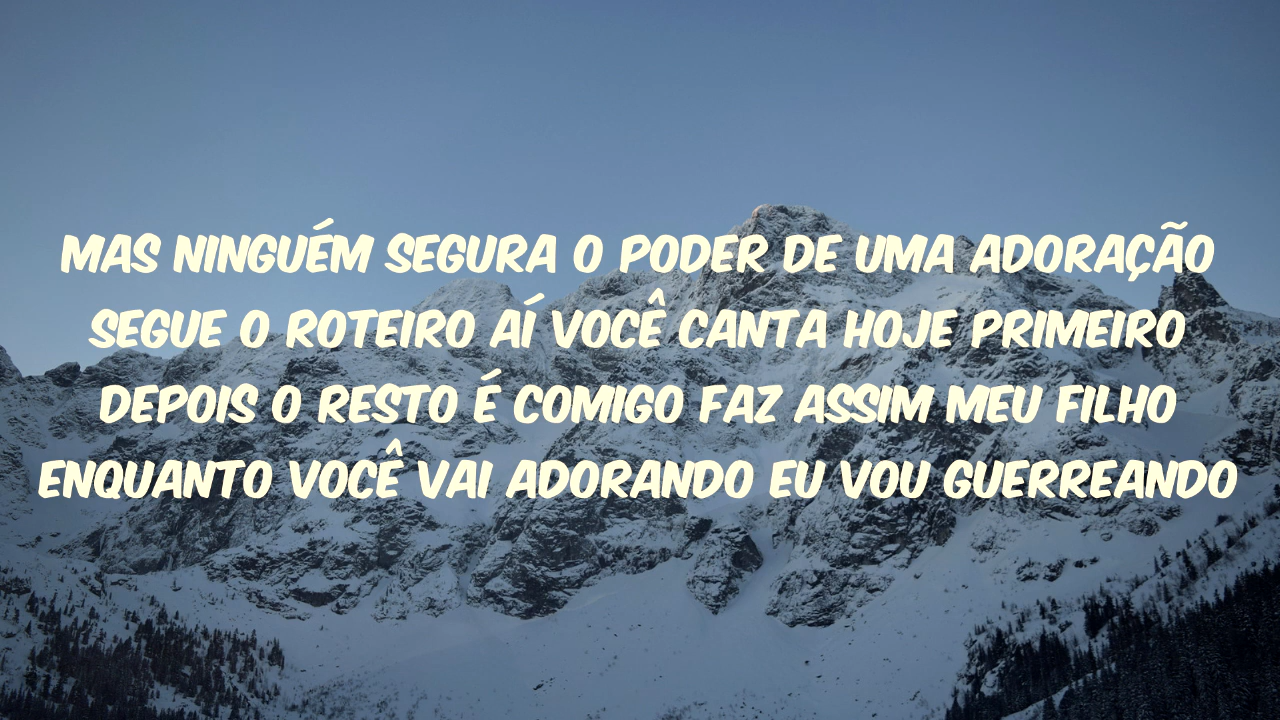 MAS NINGUÉM SEGURA O PODER DE UMA ADORAÇÃO
SEGUE O ROTEIRO AÍ VOCÊ CANTA HOJE PRIMEIRO
DEPOIS O RESTO É COMIGO FAZ ASSIM MEU FILHO
ENQUANTO VOCÊ VAI ADORANDO EU VOU GUERREANDO